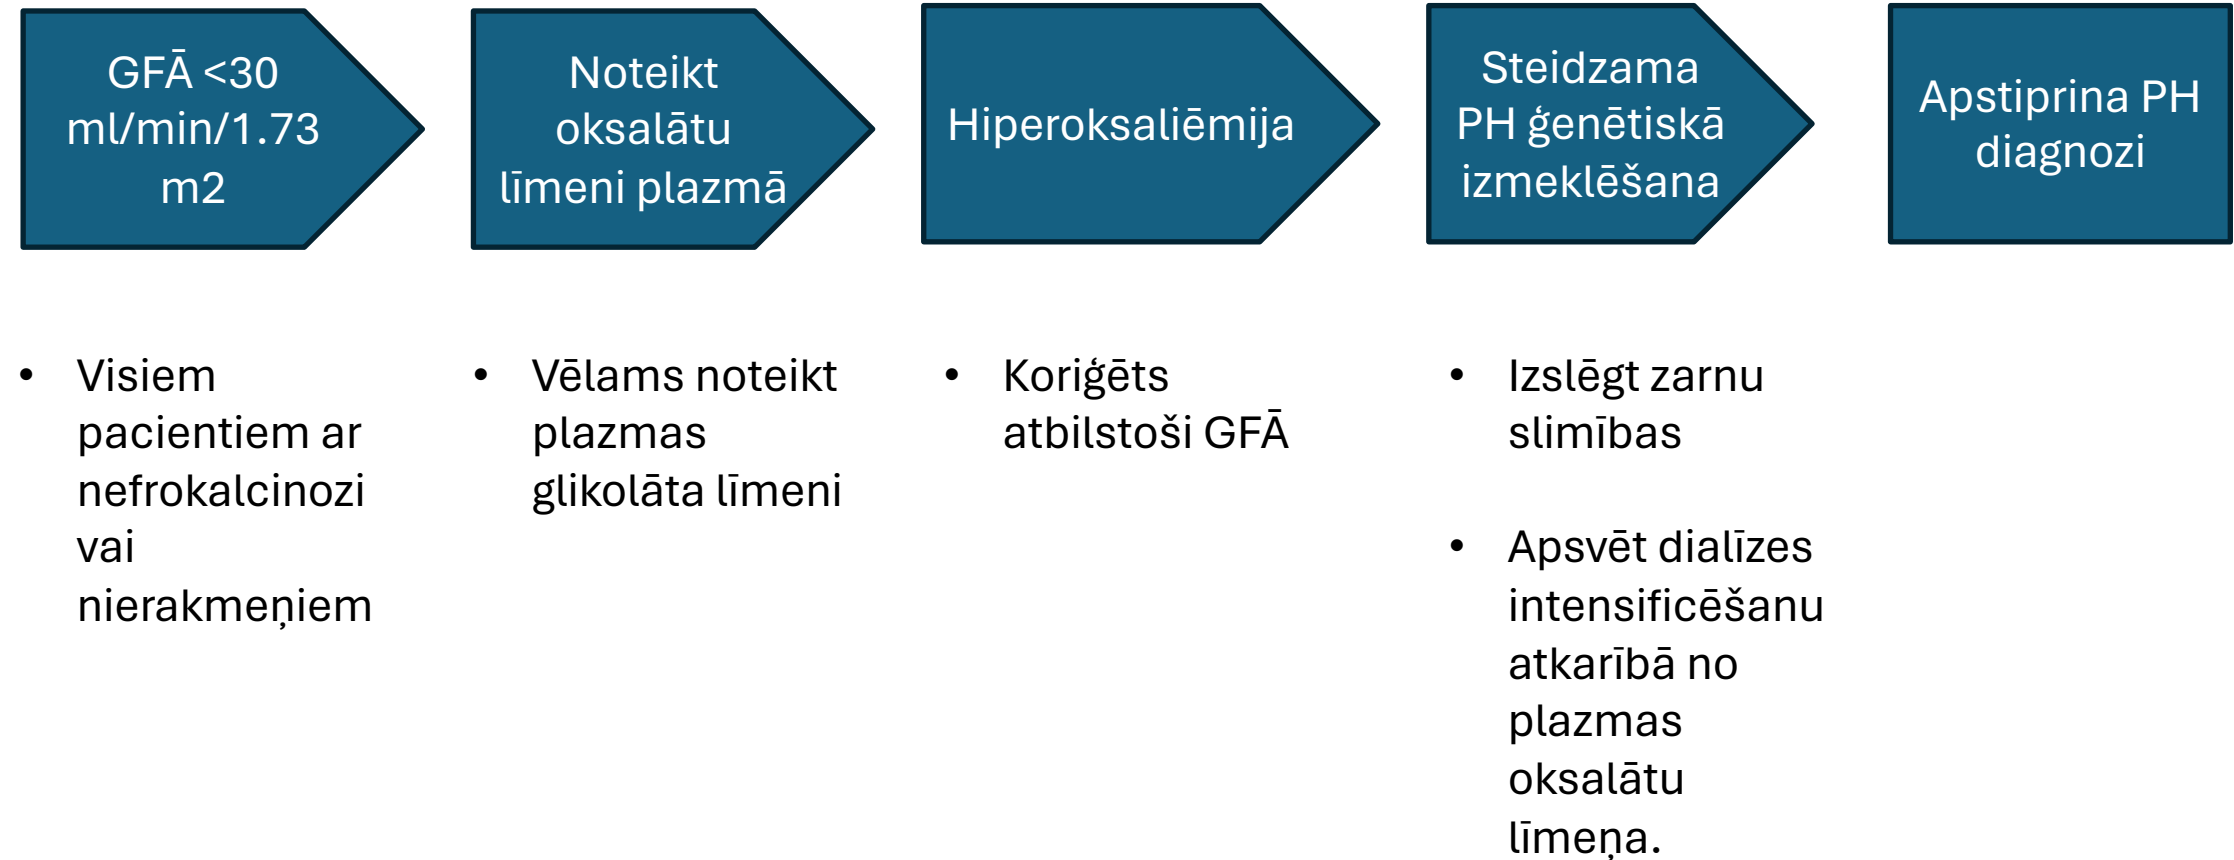 GFĀ <30
ml/min/1.73
m2
Noteikt
oksalātu
līmeni plazmā
Hiperoksaliēmija
Steidzama
PH ģenētiskā
izmeklēšana
Apstiprina PH
diagnozi
• Visiem
pacientiem ar
nefrokalcinozi
vai
nierakmeņiem
• Vēlams noteikt
plazmas
glikolāta līmeni
• Koriģēts
atbilstoši GFĀ
• Izslēgt zarnu
slimības
• Apsvēt dialīzes
intensificēšanu
atkarībā no
plazmas
oksalātu
līmeņa.